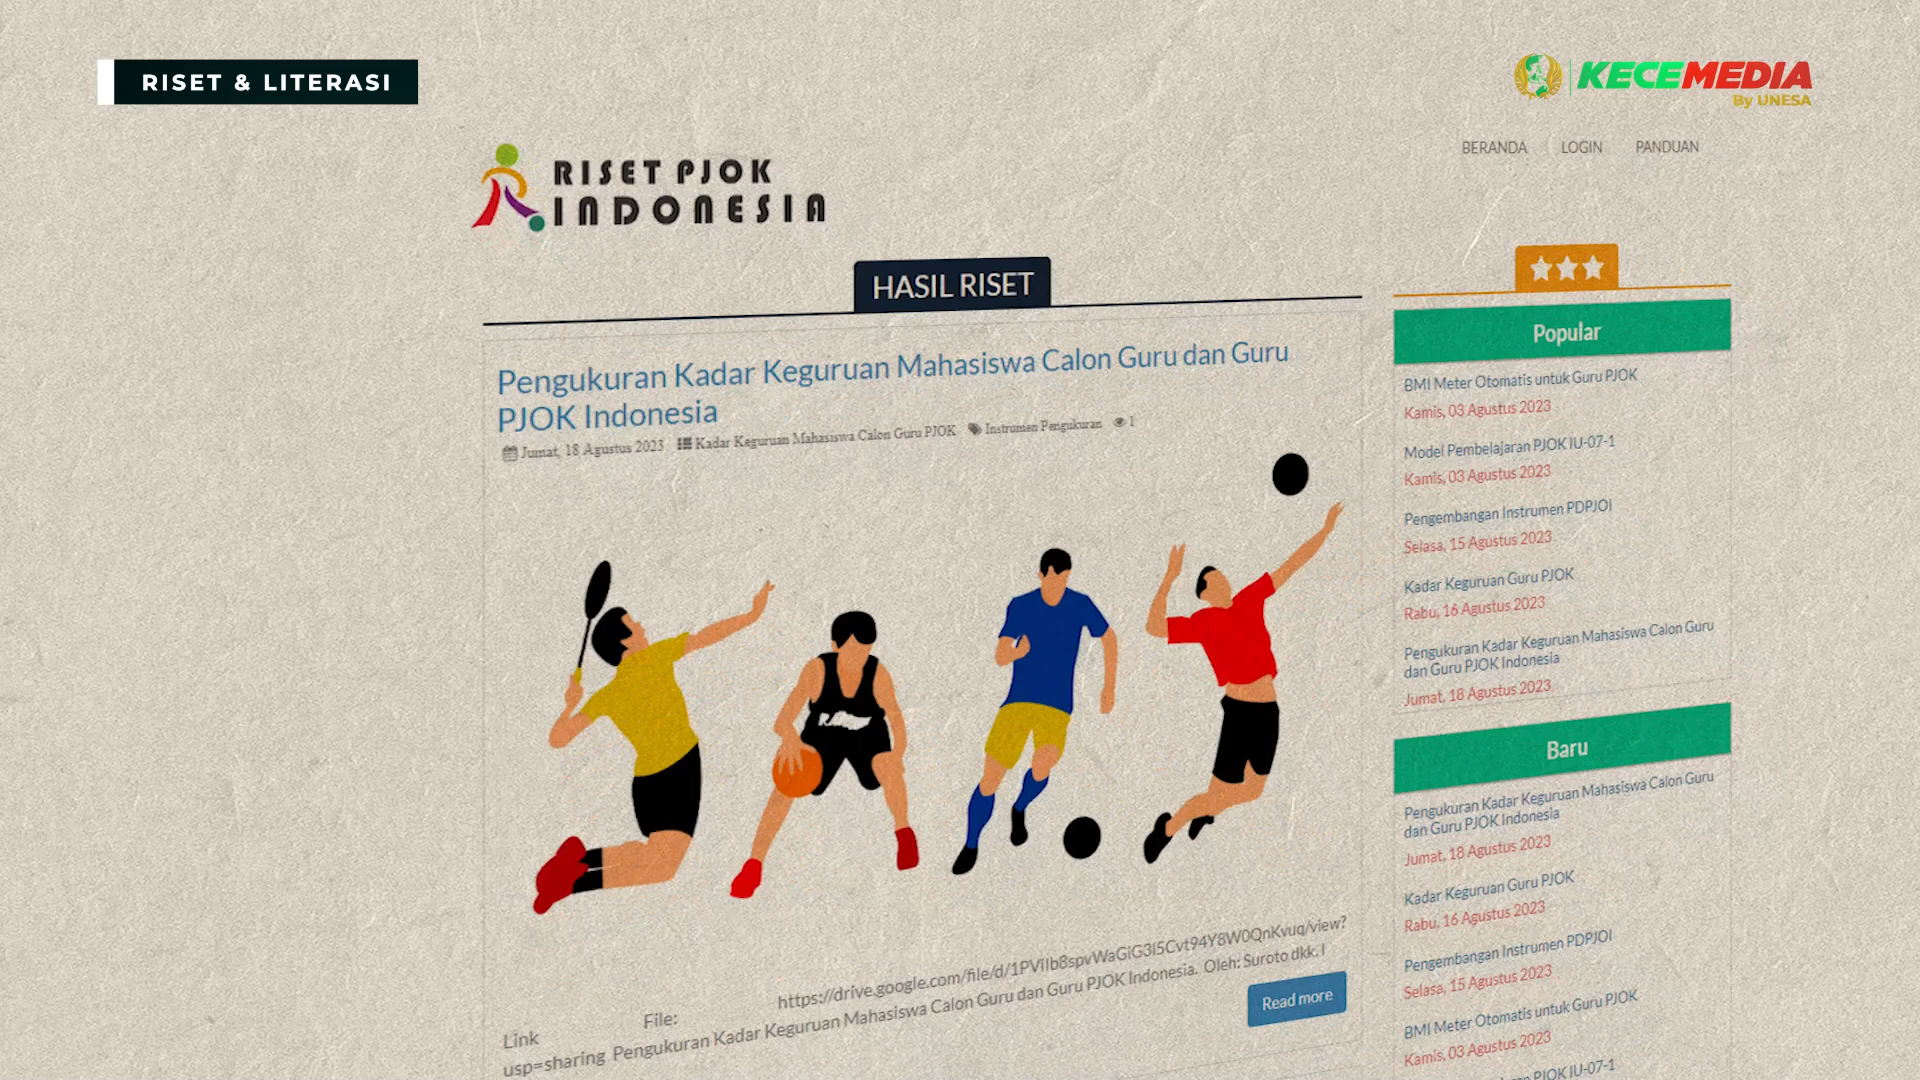 RISET & LITERASI
KECEMEDIA
By UNESA
BERANDA LOGIN PANDUAN
RISET PJOK
INDONESIA
HASIL RISET
Pengukuran Kadar Keguruan Mahasiswa Calon Guru dan Guru
PJOK Indonesia
Jumat, 18 Agustus 2023 Kadar Keguruan Mahasiswa Calon Guru PJOK Instrumen Pengukuran 1
Link File: https://drive.google.com/file/d/1PViIb8spvWaGiG3i5Cvt94Y8W0QnKvuq/view?
usp=sharing Pengukuran Kadar Keguruan Mahasiswa Calon Guru dan Guru PJOK Indonesia. Oleh: Suroto dkk. I
Read more
Popular
BMI Meter Otomatis untuk Guru PJOK
Kamis, 03 Agustus 2023
Model Pembelajaran PJOK IU-07-1
Kamis, 03 Agustus 2023
Pengembangan Instrumen PDPJOI
Selasa, 15 Agustus 2023
Kadar Keguruan Guru PJOK
Rabu, 16 Agustus 2023
Pengukuran Kadar Keguruan Mahasiswa Calon Guru
dan Guru PJOK Indonesia
Jumat, 18 Agustus 2023
Baru
Pengukuran Kadar Keguruan Mahasiswa Calon Guru
dan Guru PJOK Indonesia
Jumat, 18 Agustus 2023
Kadar Keguruan Guru PJOK
Rabu, 16 Agustus 2023
Pengembangan Instrumen PDPJOI
Selasa, 15 Agustus 2023
BMI Meter Otomatis untuk Guru PJOK
Kamis, 03 Agustus 2023
PJOK IU-07-1